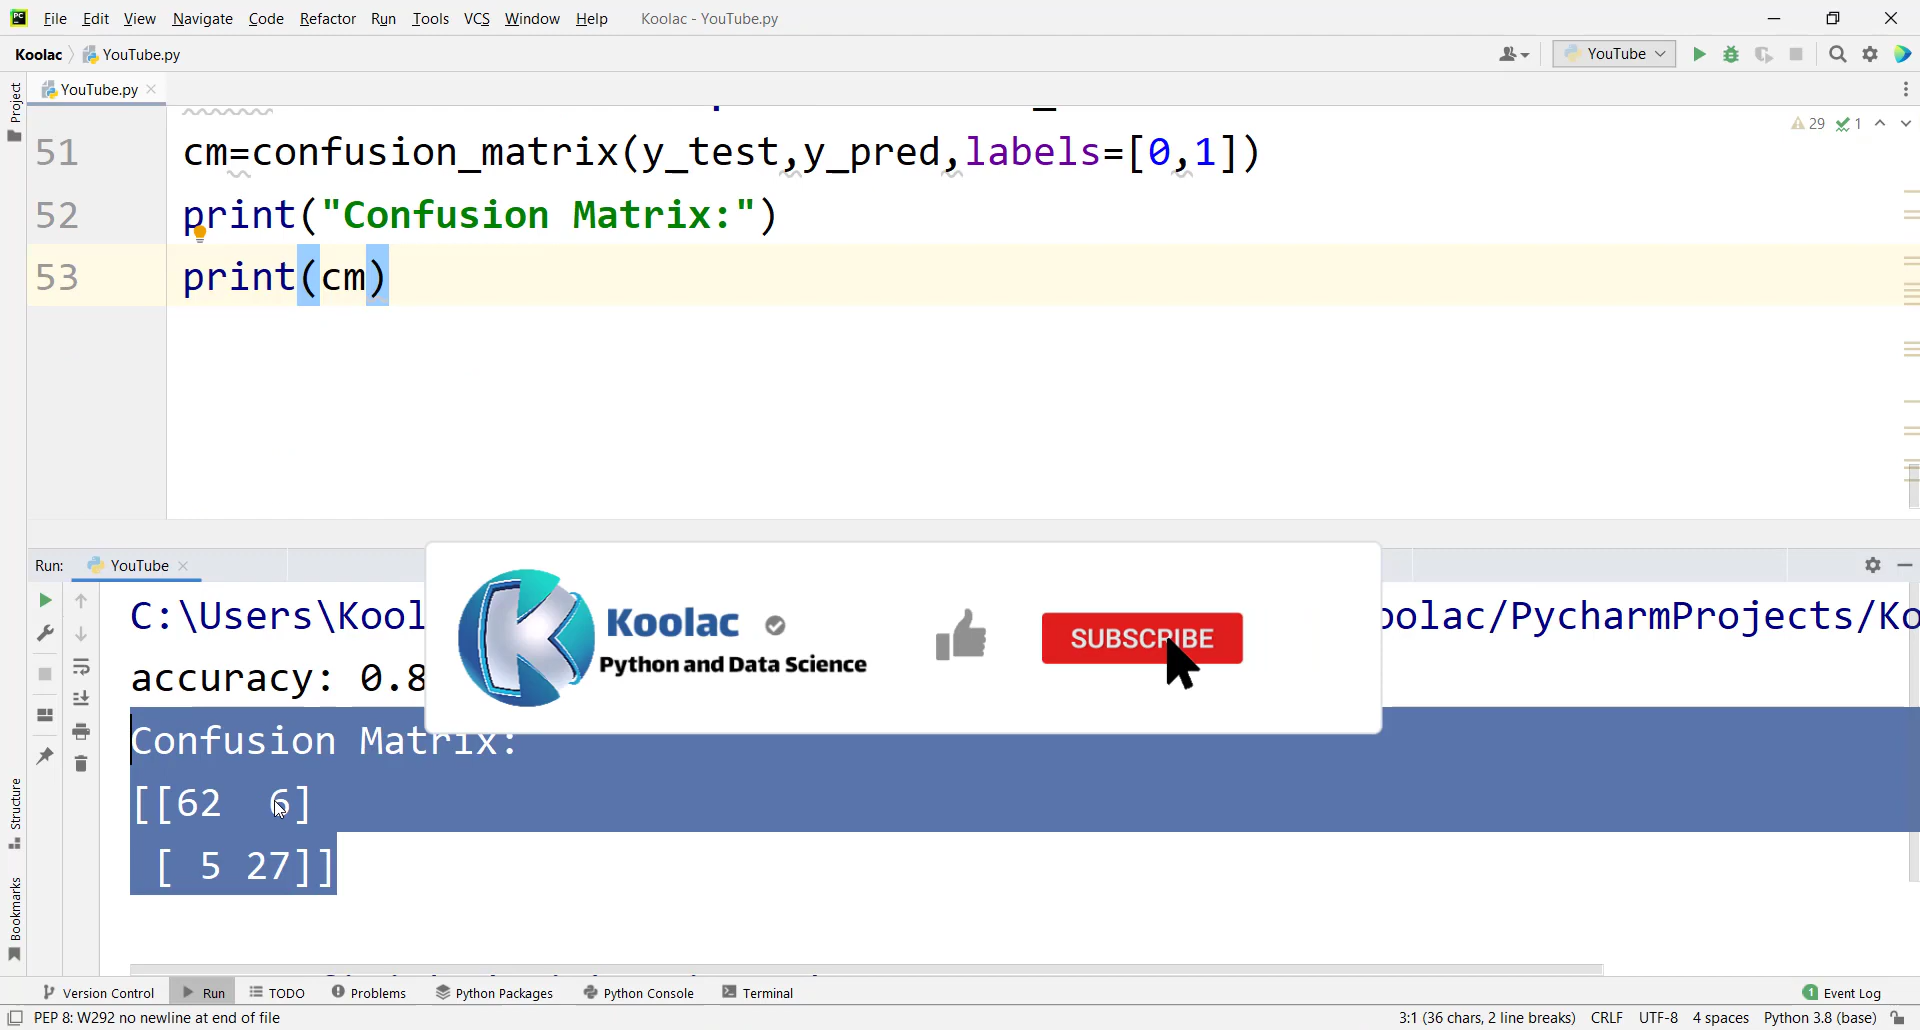 File Edit View Navigate Code Refactor Run Tools VCS Window Help Koolac - YouTube.py
Koolac YouTube.py YouTube
Project YouTube.py
51 cm=confusion_matrix(y_test,y_pred,labels=[0,1]) 29 1
52 print("Confusion Matrix:")
53 print(cm)
Run: YouTube
C:\Users\Kool oolac/PycharmProjects/Ko
Koolac
Python and Data Science
SUBSCRIBE
accuracy: 0.8
Confusion Matrix:
[[62  6]
 [ 5 27]]
Structure
Bookmarks
Version Control Run TODO Problems Python Packages Python Console Terminal 1 Event Log
PEP 8: W292 no newline at end of file 3:1 (36 chars, 2 line breaks) CRLF UTF-8 4 spaces Python 3.8 (base)